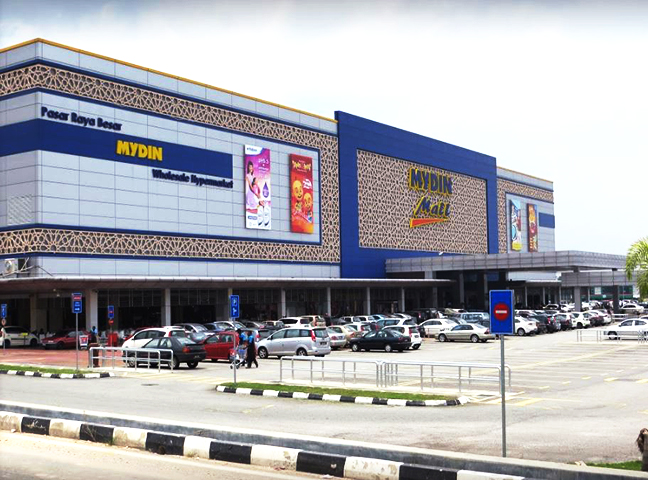 Pasar Raya Besar
MYDIN
Wholesale Hypermarket
MYDIN
Mall